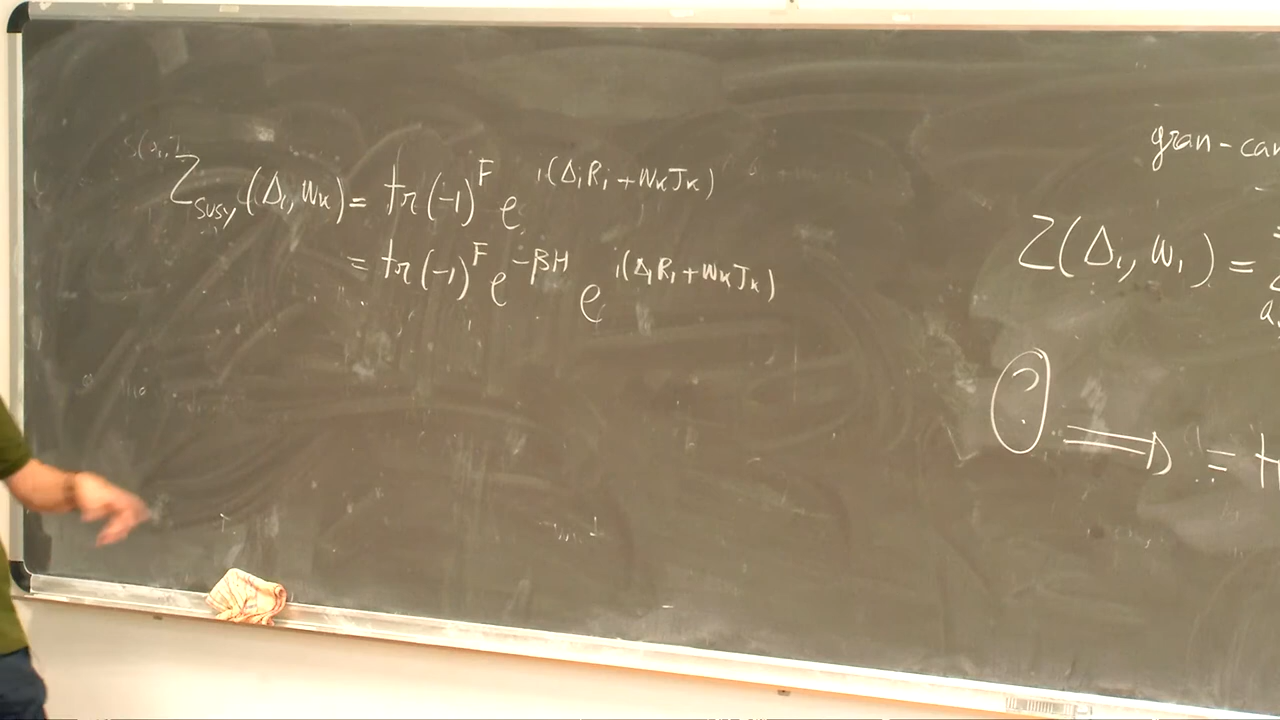 Z_SUSY(Δ_i, W_K) = tr(-1)^F e^{i(Δ_i R_i + W_K J_K)}
= tr(-1)^F e^{-βH} e^{i(Δ_i R_i + W_K J_K)}
gran-can
Z(Δ_i, W_i) =
? ⟹ = H